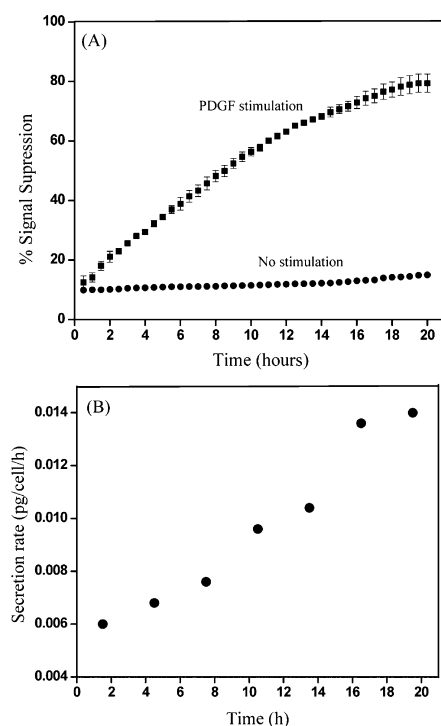 (A)
100
80
60
40
20
0
% Signal Supression
PDGF stimulation
No stimulation
0 2 4 6 8 10 12 14 16 18 20
Time (hours)
(B)
0.014
0.012
0.010
0.008
0.006
0.004
Secretion rate (pg/cell/h)
0 2 4 6 8 10 12 14 16 18 20
Time (h)